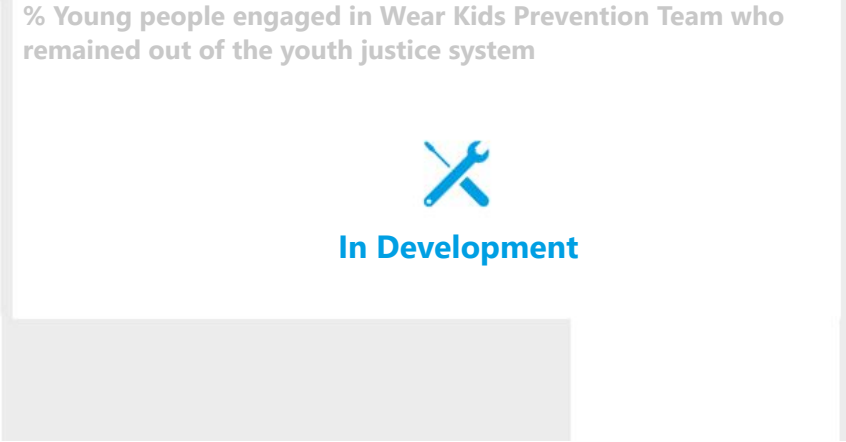 % Young people engaged in Wear Kids Prevention Team who
remained out of the youth justice system
In Development